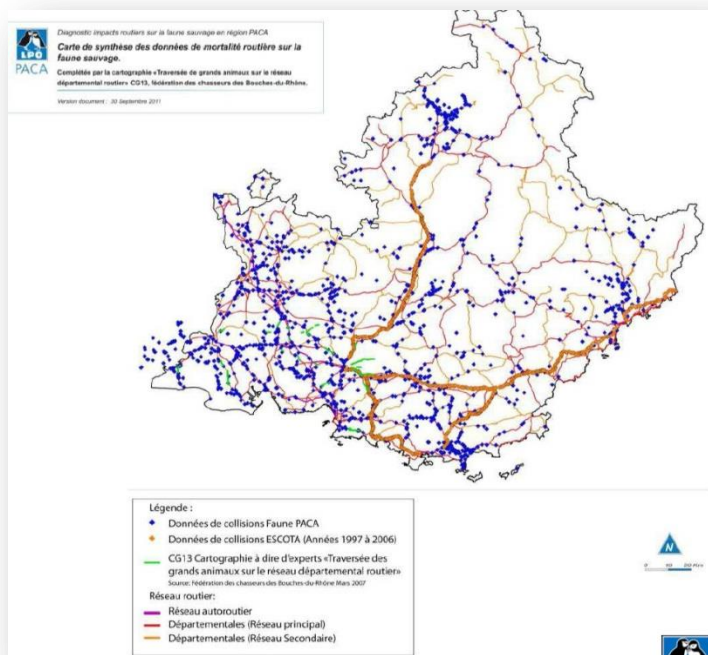 Diagnostic impacts routiers sur la faune sauvage en région PACA
Carte de synthèse des données de mortalité routière sur la
faune sauvage.
Complétées par la cartographie «Traversée de grands animaux sur le réseau
départemental routier» CG13, fédération des chasseurs des Bouches-du-Rhône.
Version document : 30 Septembre 2011
LPO
PACA
Légende :
Données de collisions Faune PACA
Données de collisions ESCOTA (Années 1997 à 2006)
CG13 Cartographie à dire d'experts «Traversée des
grands animaux sur le réseau départemental routier»
Source: Fédération des chasseurs des Bouches-du-Rhône Mars 2007
Réseau routier:
Réseau autoroutier
Départementales (Réseau principal)
Départementales (Réseau Secondaire)
N
0 10 20 Km